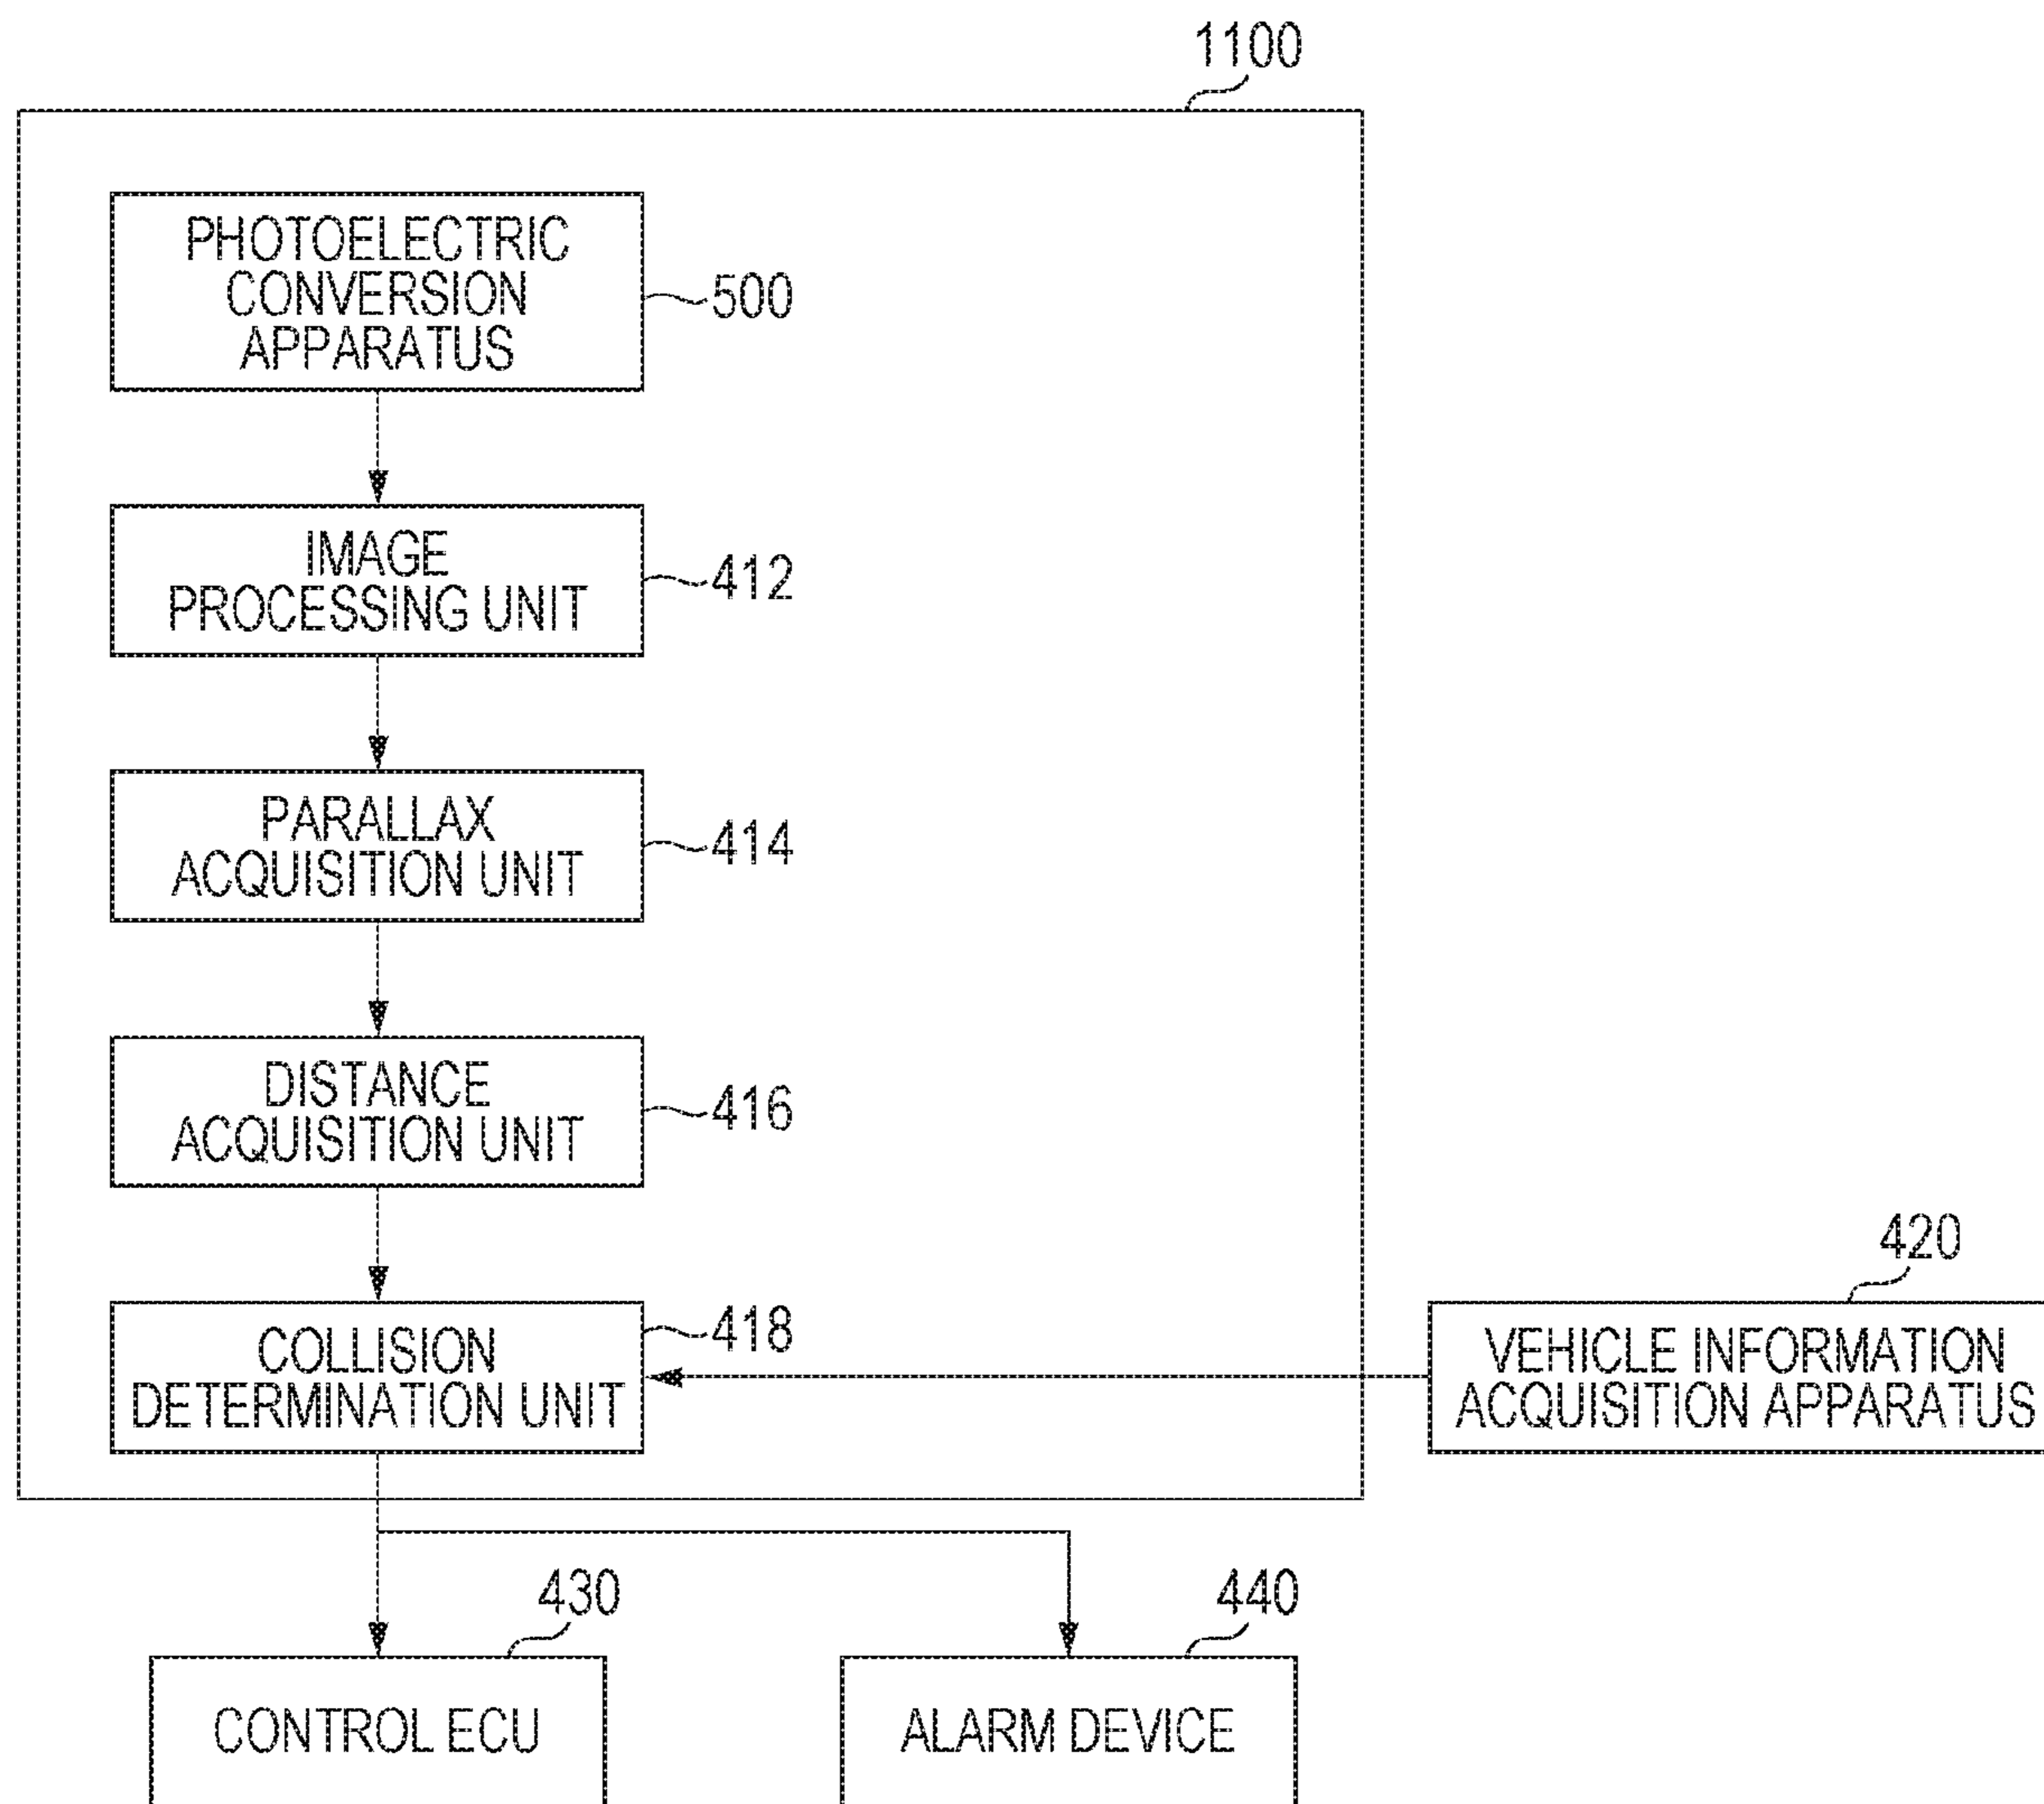 1100
PHOTOELECTRIC
CONVERSION
APPARATUS
500
IMAGE
PROCESSING UNIT
412
PARALLAX
ACQUISITION UNIT
414
DISTANCE
ACQUISITION UNIT
416
420
COLLISION
DETERMINATION UNIT
418
VEHICLE INFORMATION
ACQUISITION APPARATUS
430
440
CONTROL ECU
ALARM DEVICE